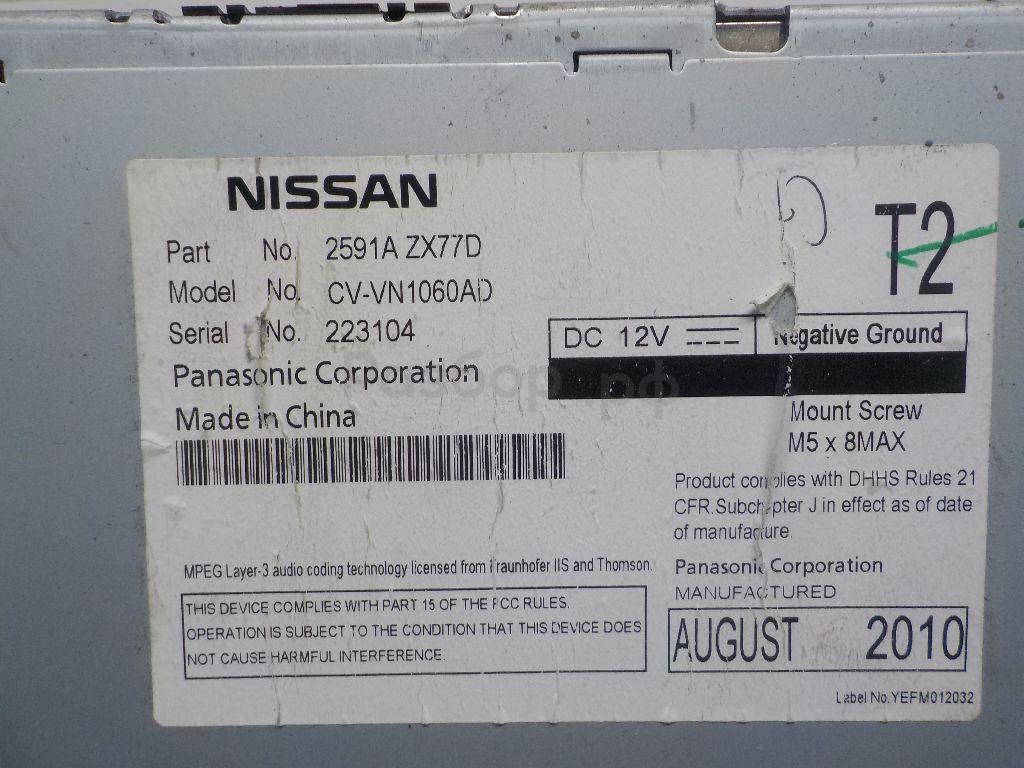 NISSAN
T2
Part No. 2591A ZX77D
Model No. CV-VN1060AD
Serial No. 223104
DC 12V Negative Ground
Panasonic Corporation
Made in China
Разбор.рф
Mount Screw
M5 x 8MAX
Product complies with DHHS Rules 21
CFR.Subchapter J in effect as of date
of manufacture.
MPEG Layer-3 audio coding technology licensed from Fraunhofer IIS and Thomson.
Panasonic Corporation
MANUFACTURED
THIS DEVICE COMPLIES WITH PART 15 OF THE FCC RULES.
OPERATION IS SUBJECT TO THE CONDITION THAT THIS DEVICE DOES
NOT CAUSE HARMFUL INTERFERENCE.
AUGUST 2010
Label No.YEFM012032